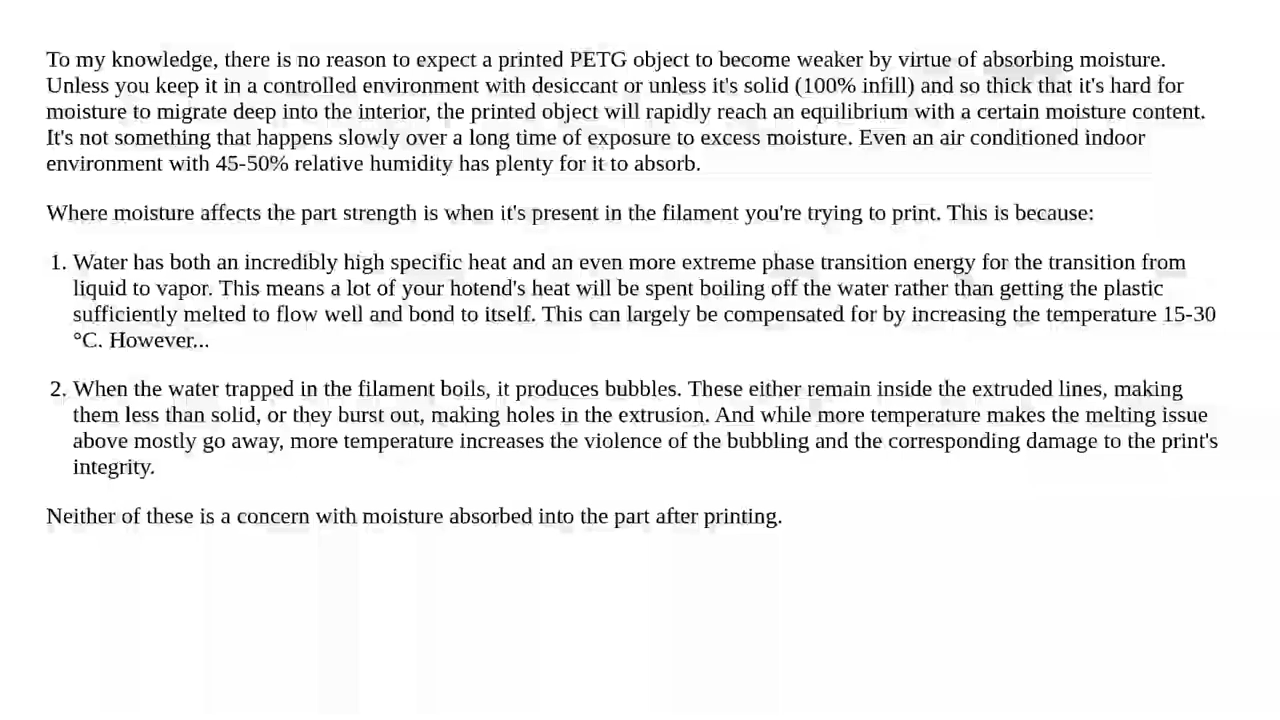 To my knowledge, there is no reason to expect a printed PETG object to become weaker by virtue of absorbing moisture.
Unless you keep it in a controlled environment with desiccant or unless it's solid (100% infill) and so thick that it's hard for
moisture to migrate deep into the interior, the printed object will rapidly reach an equilibrium with a certain moisture content.
It's not something that happens slowly over a long time of exposure to excess moisture. Even an air conditioned indoor
environment with 45-50% relative humidity has plenty for it to absorb.
Where moisture affects the part strength is when it's present in the filament you're trying to print. This is because:
1. Water has both an incredibly high specific heat and an even more extreme phase transition energy for the transition from
liquid to vapor. This means a lot of your hotend's heat will be spent boiling off the water rather than getting the plastic
sufficiently melted to flow well and bond to itself. This can largely be compensated for by increasing the temperature 15-30
°C. However...
2. When the water trapped in the filament boils, it produces bubbles. These either remain inside the extruded lines, making
them less than solid, or they burst out, making holes in the extrusion. And while more temperature makes the melting issue
above mostly go away, more temperature increases the violence of the bubbling and the corresponding damage to the print's
integrity.
Neither of these is a concern with moisture absorbed into the part after printing.